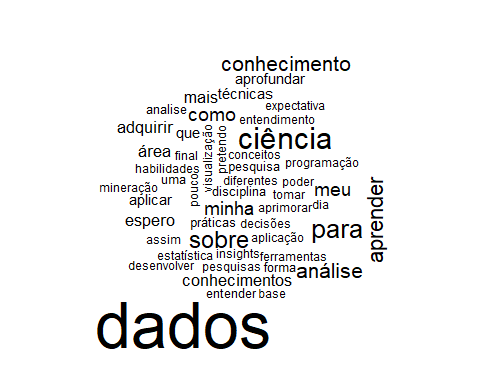 conhecimento
aprofundar
mais técnicas
analise como expectativa
adquirir que entendimento
ciência
visualização
pretendo
área final conceitos
habilidades pesquisa programação
mineração uma pouco diferentes poder
aplicar disciplina tomar meu
minha aprimorar dia
aprender
espero práticas decisões
para
assim sobre aplicação
estatística insights ferramentas
desenvolver pesquisas forma análise
conhecimentos
entender base
dados